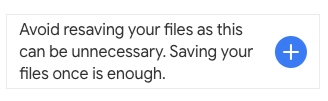 Avoid resaving your files as this
can be unnecessary. Saving your
files once is enough.